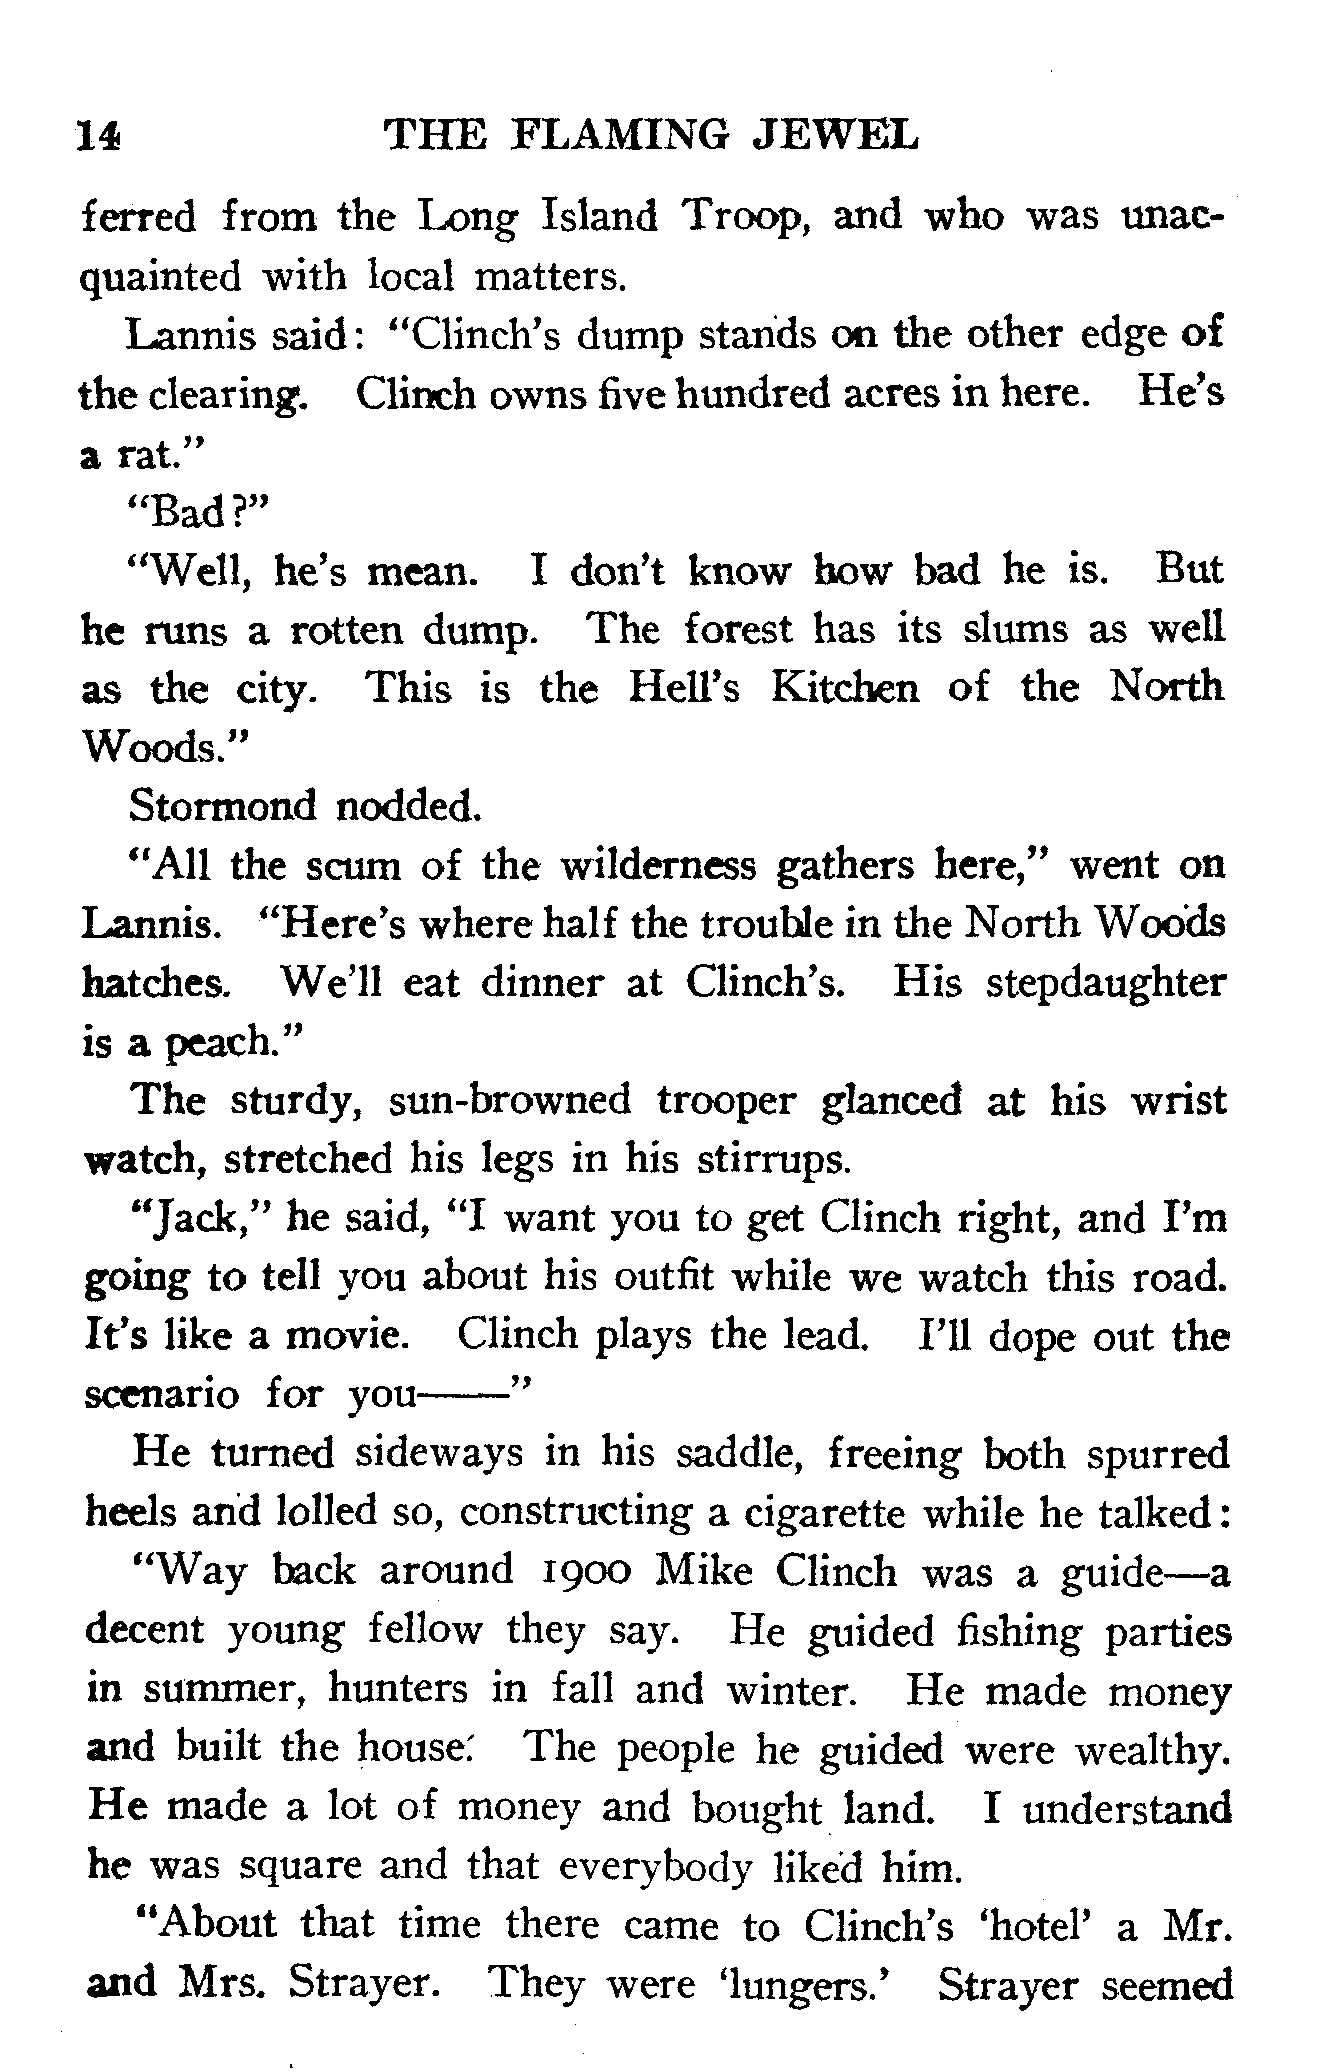 14 THE FLAMING JEWEL
ferred from the Long Island Troop, and who was unac-
quainted with local matters.
Lannis said: "Clinch's dump stands on the other edge of
the clearing. Clinch owns five hundred acres in here. He's
a rat."
"Bad?"
"Well, he's mean. I don't know how bad he is. But
he runs a rotten dump. The forest has its slums as well
as the city. This is the Hell's Kitchen of the North
Woods."
Stormond nodded.
"All the scum of the wilderness gathers here," went on
Lannis. "Here's where half the trouble in the North Woods
hatches. We'll eat dinner at Clinch's. His stepdaughter
is a peach."
The sturdy, sun-browned trooper glanced at his wrist
watch, stretched his legs in his stirrups.
"Jack," he said, "I want you to get Clinch right, and I'm
going to tell you about his outfit while we watch this road.
It's like a movie. Clinch plays the lead. I'll dope out the
scenario for you——"
He turned sideways in his saddle, freeing both spurred
heels and lolled so, constructing a cigarette while he talked:
"Way back around 1900 Mike Clinch was a guide—a
decent young fellow they say. He guided fishing parties
in summer, hunters in fall and winter. He made money
and built the house. The people he guided were wealthy.
He made a lot of money and bought land. I understand
he was square and that everybody liked him.
"About that time there came to Clinch's 'hotel' a Mr.
and Mrs. Strayer. They were 'lungers.' Strayer seemed